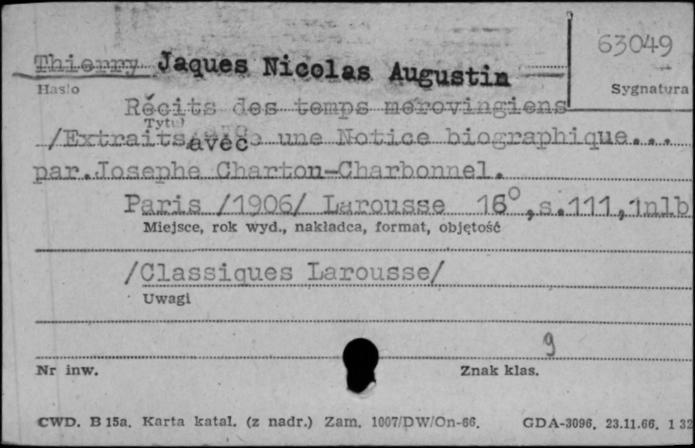 63049
Thierry Jaques Nicolas Augustin
Hasło
Sygnatura
Récits des temps mérovingiens
Tytuł
/Extraits/avec une Notice biographique...
par.Josephe Charton-Charbonnel.
Paris /1906/ Larousse 16°,s.111,1nlb
Miejsce, rok wyd., nakładca, format, objętość
/Classiques Larousse/
Uwagi
9
Nr inw.
Znak klas.
CWD. B 15a. Karta katal. (z nadr.) Zam. 1007/DW/On-66. GDA-3096. 23.11.66. 1 32